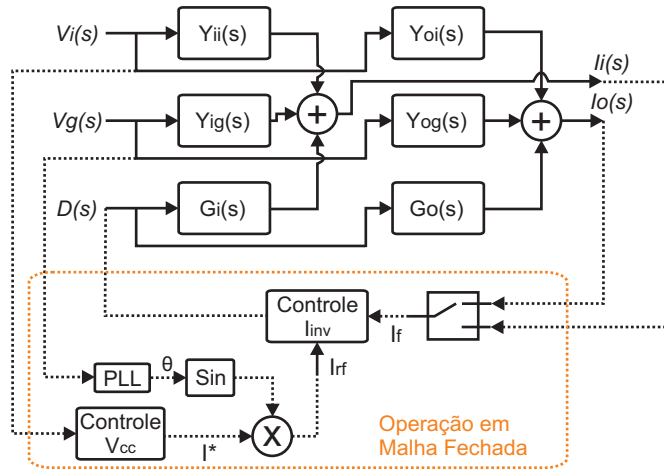 Vi(s)
Yii(s)
Yoi(s)
Ii(s)
Io(s)
Vg(s)
Yig(s)
+
Yog(s)
+
D(s)
Gi(s)
Go(s)
Controle
Iinv
If
Irf
PLL
θ
Sin
Controle
Vcc
I*
X
Operação em
Malha Fechada